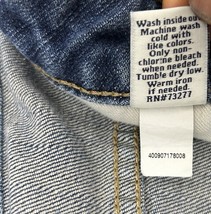 Wash inside out
Machine wash
cold with
like colors.
Only non-
chlorine bleach
when needed.
Tumble dry low.
Warm iron
if needed.
RN#73277
400907178008